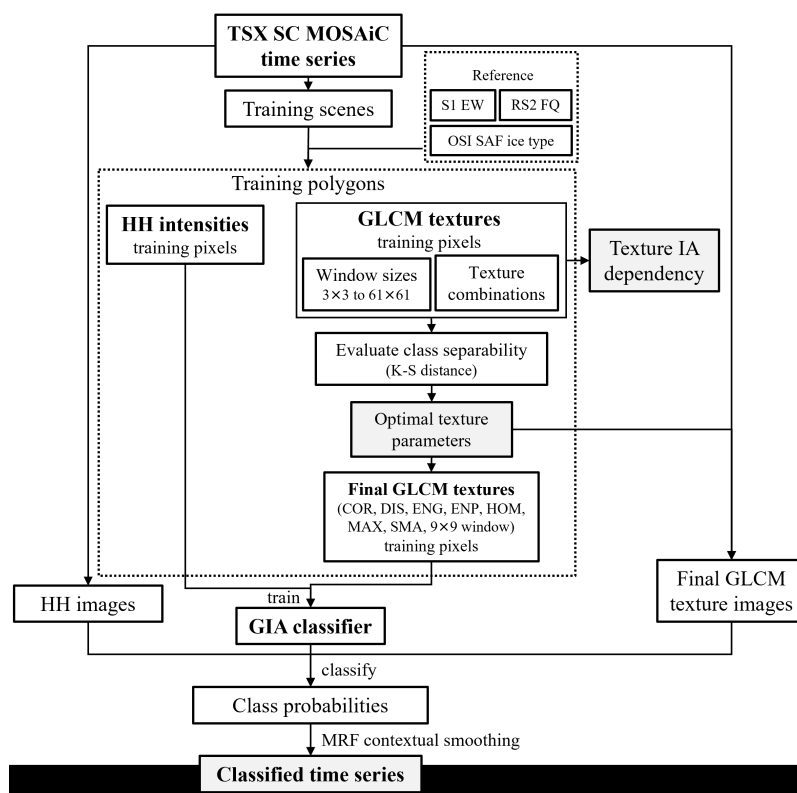 TSX SC MOSAiC
time series
Training scenes
Reference
S1 EW
RS2 FQ
OSI SAF ice type
Training polygons
HH intensities
training pixels
GLCM textures
training pixels
Window sizes
3×3 to 61×61
Texture
combinations
Texture IA
dependency
Evaluate class separability
(K-S distance)
Optimal texture
parameters
Final GLCM textures
(COR, DIS, ENG, ENP, HOM,
MAX, SMA, 9×9 window)
training pixels
HH images
train
Final GLCM
texture images
GIA classifier
classify
Class probabilities
MRF contextual smoothing
Classified time series